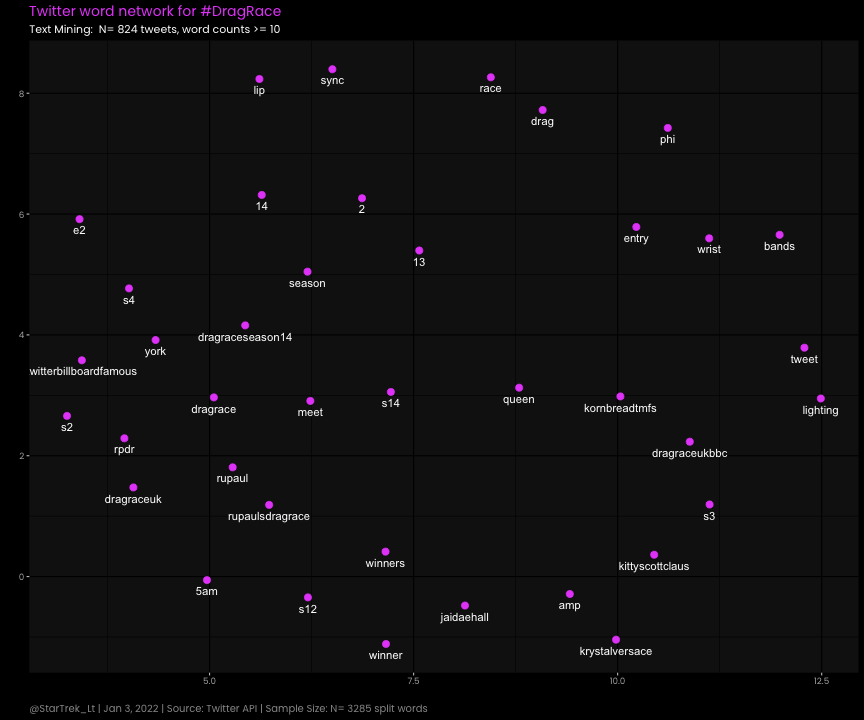 Twitter word network for #DragRace
Text Mining: N= 824 tweets, word counts >= 10
8
6
4
2
0
sync
lip
race
drag
phi
14
2
e2
entry
wrist
bands
13
season
s4
dragraceseason14
york
tweet
witterbillboardfamous
dragrace
meet
s14
queen
kornbreadtmfs
lighting
s2
rpdr
dragraceukbbc
rupaul
dragraceuk
rupaulsdragrace
s3
winners
kittyscottclaus
5am
s12
jaidaehall
amp
winner
krystalversace
5.0
7.5
10.0
12.5
@StarTrek_Lt | Jan 3, 2022 | Source: Twitter API | Sample Size: N= 3285 split words